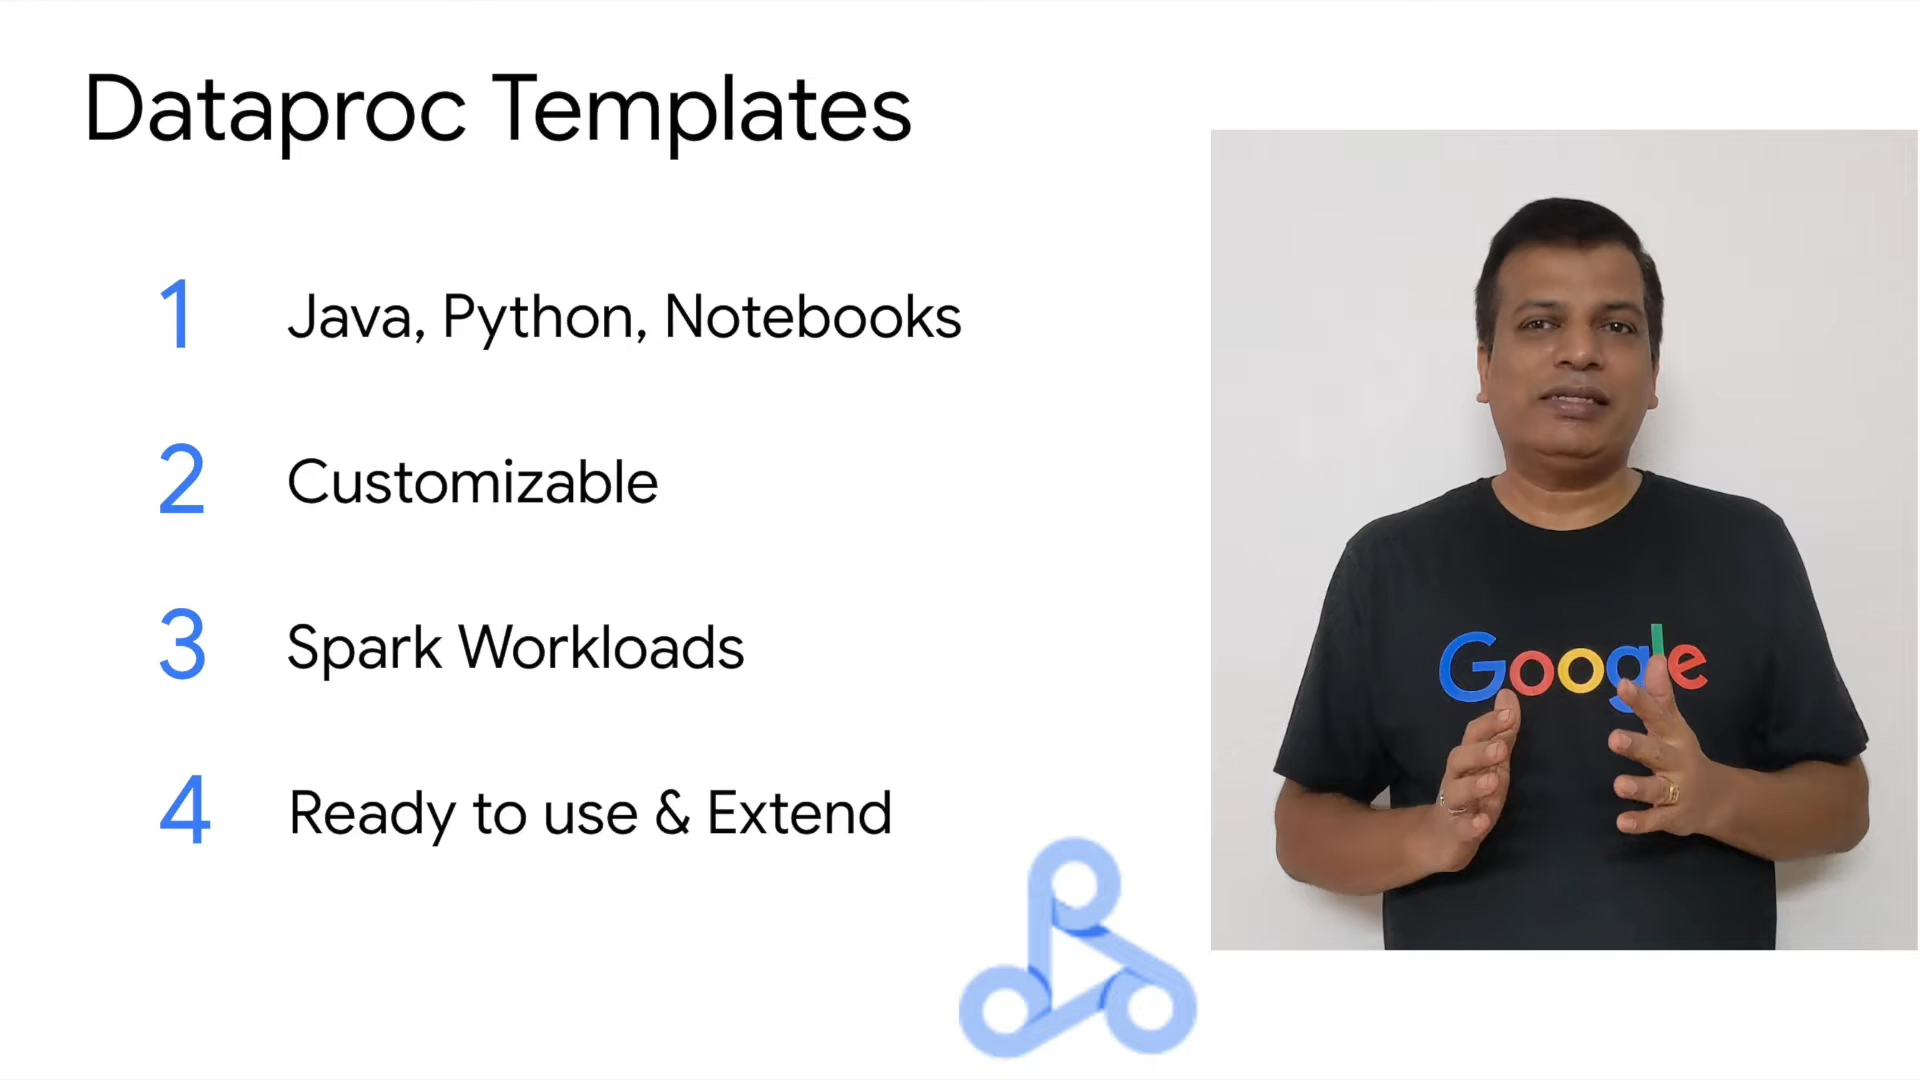 Dataproc Templates
1 Java, Python, Notebooks
2 Customizable
3 Spark Workloads
4 Ready to use & Extend
Google